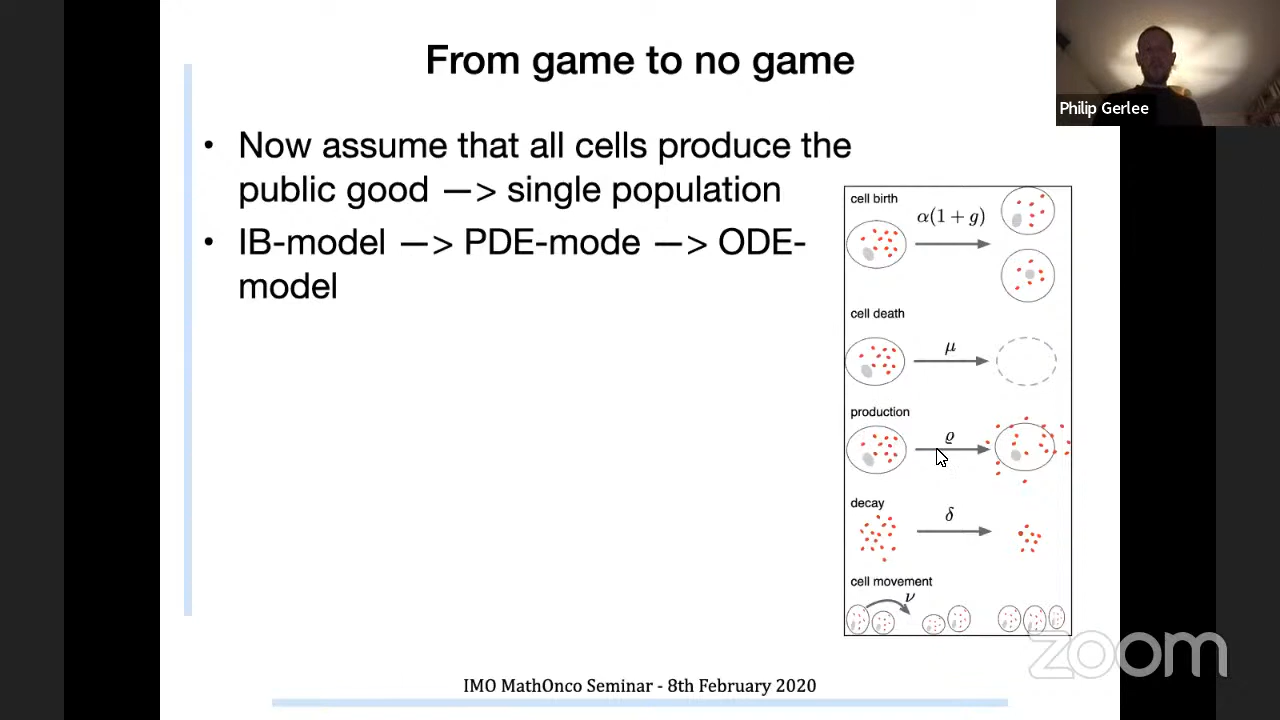 From game to no game
Philip Gerlee
• Now assume that all cells produce the
public good —> single population
• IB-model —> PDE-mode —> ODE-
model
cell birth
α(1 + g)
cell death
μ
production
ϱ
decay
δ
cell movement
ν
zoom
IMO MathOnco Seminar - 8th February 2020